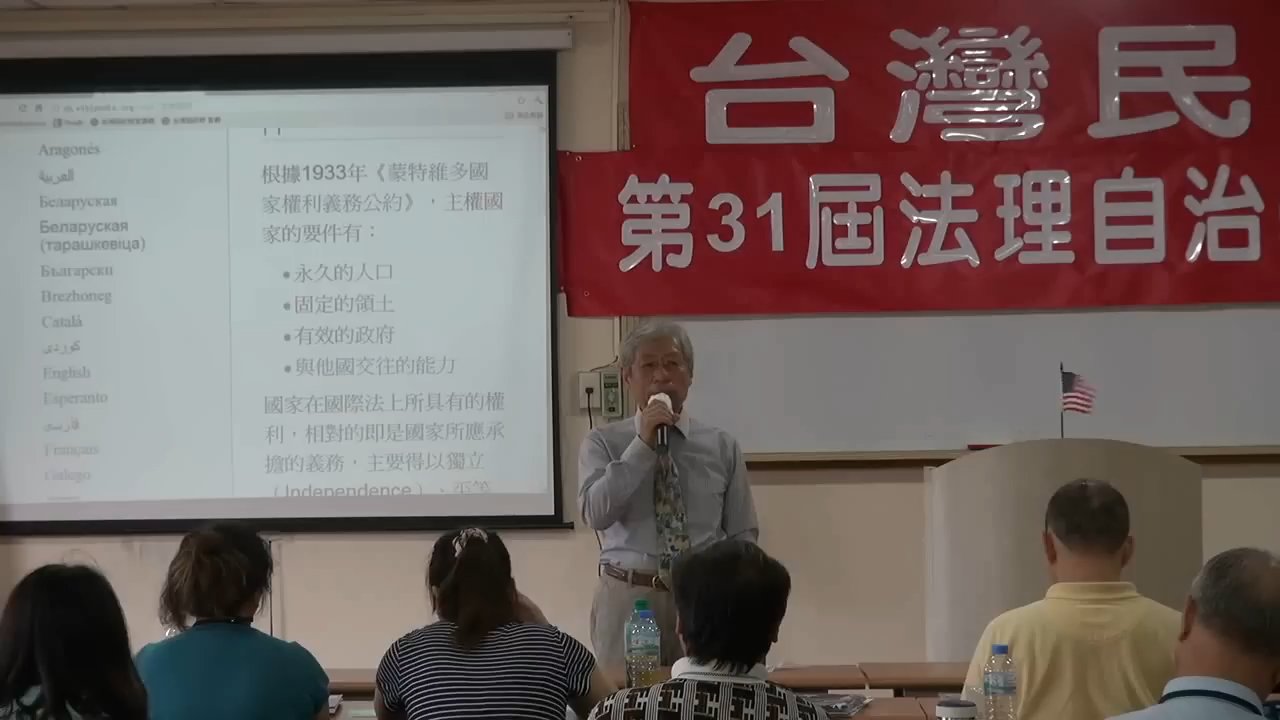 台灣民
第31屆法理自治
Aragonés
العربية
Беларуская
Беларуская
(тарашкевіца)
Български
Brezhoneg
Català
کوردی
English
Esperanto
فارسی
Français
Galego
根據1933年《蒙特維多國
家權利義務公約》，主權國
家的要件有：
•永久的人口
•固定的領土
•有效的政府
•與他國交往的能力
國家在國際法上所具有的權
利，相對的即是國家所應承
擔的義務，主要得以獨立
（Independence）、